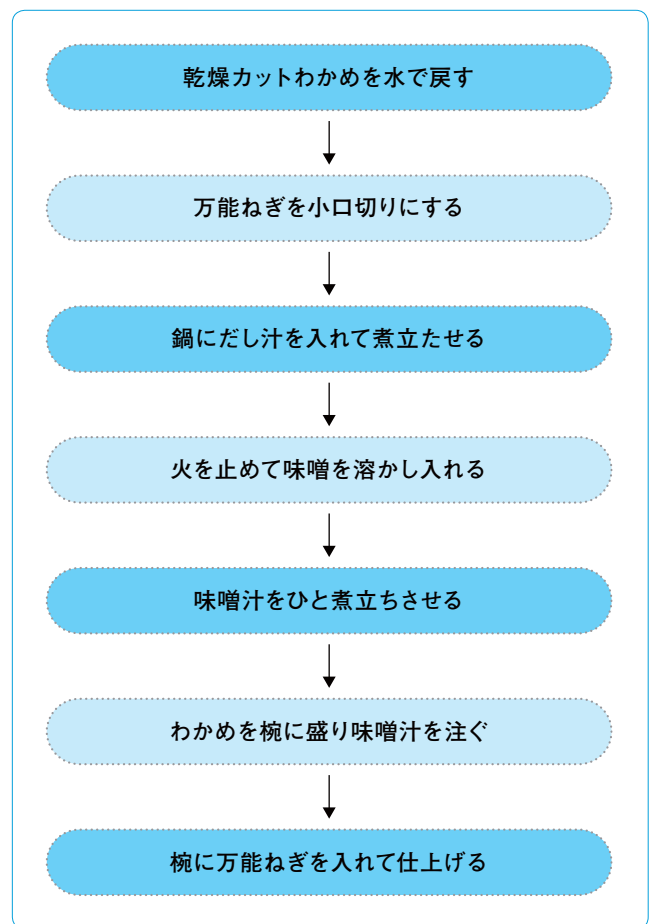 乾燥カットわかめを水で戻す
万能ねぎを小口切りにする
鍋にだし汁を入れて煮立たせる
火を止めて味噌を溶かし入れる
味噌汁をひと煮立ちさせる
わかめを椀に盛り味噌汁を注ぐ
椀に万能ねぎを入れて仕上げる